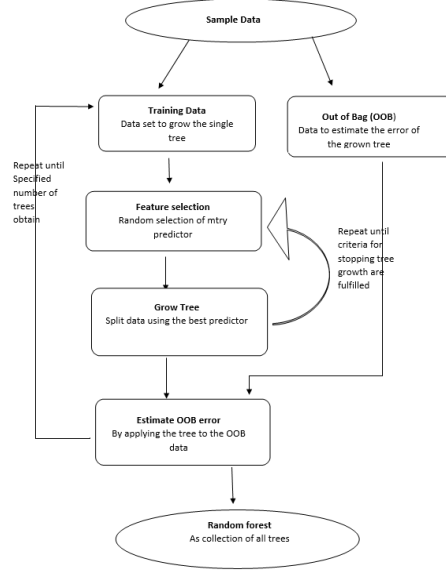 Sample Data
Training Data
Data set to grow the single
tree
Out of Bag (OOB)
Data to estimate the error of
the grown tree
Repeat until
Specified
number of
trees
obtain
Feature selection
Random selection of mtry
predictor
Repeat until
criteria for
stopping tree
growth are
fulfilled
Grow Tree
Split data using the best predictor
Estimate OOB error
By applying the tree to the OOB
data
Random forest
As collection of all trees